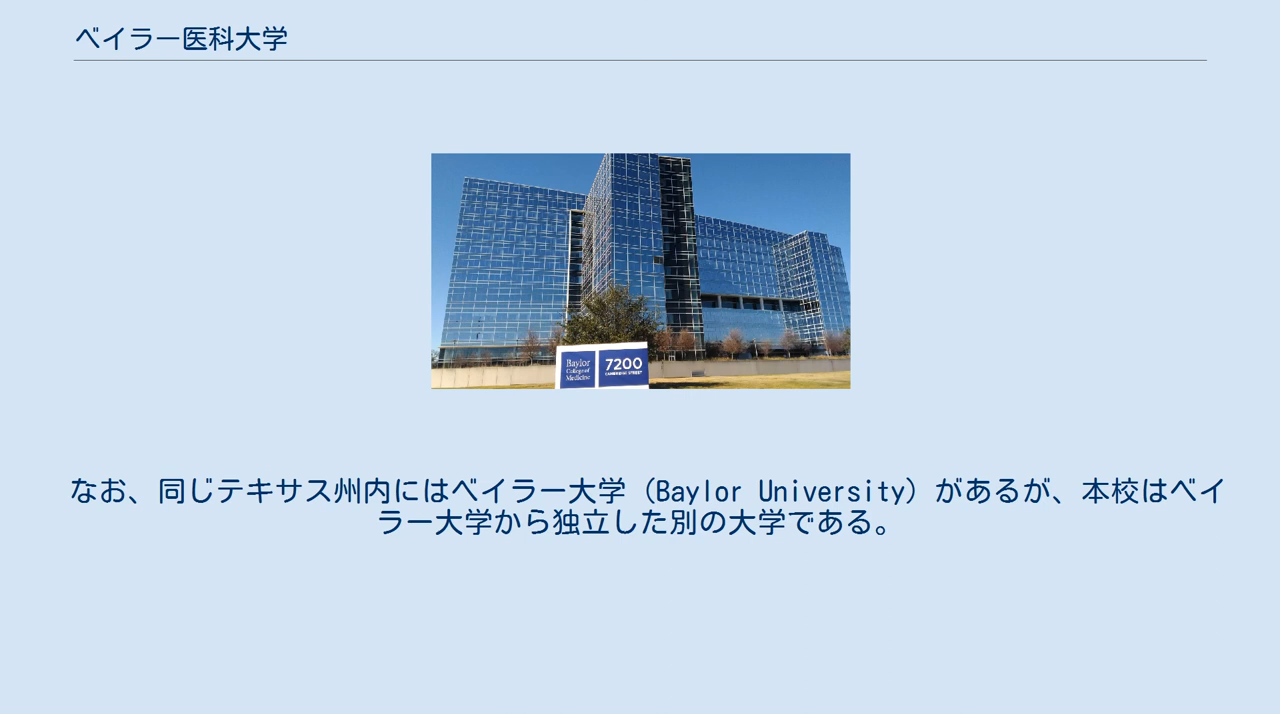 ベイラー医科大学
Baylor
College of
Medicine
7200
CAMBRIDGE STREET
なお、同じテキサス州内にはベイラー大学（Baylor University）があるが、本校はベイ
ラー大学から独立した別の大学である。